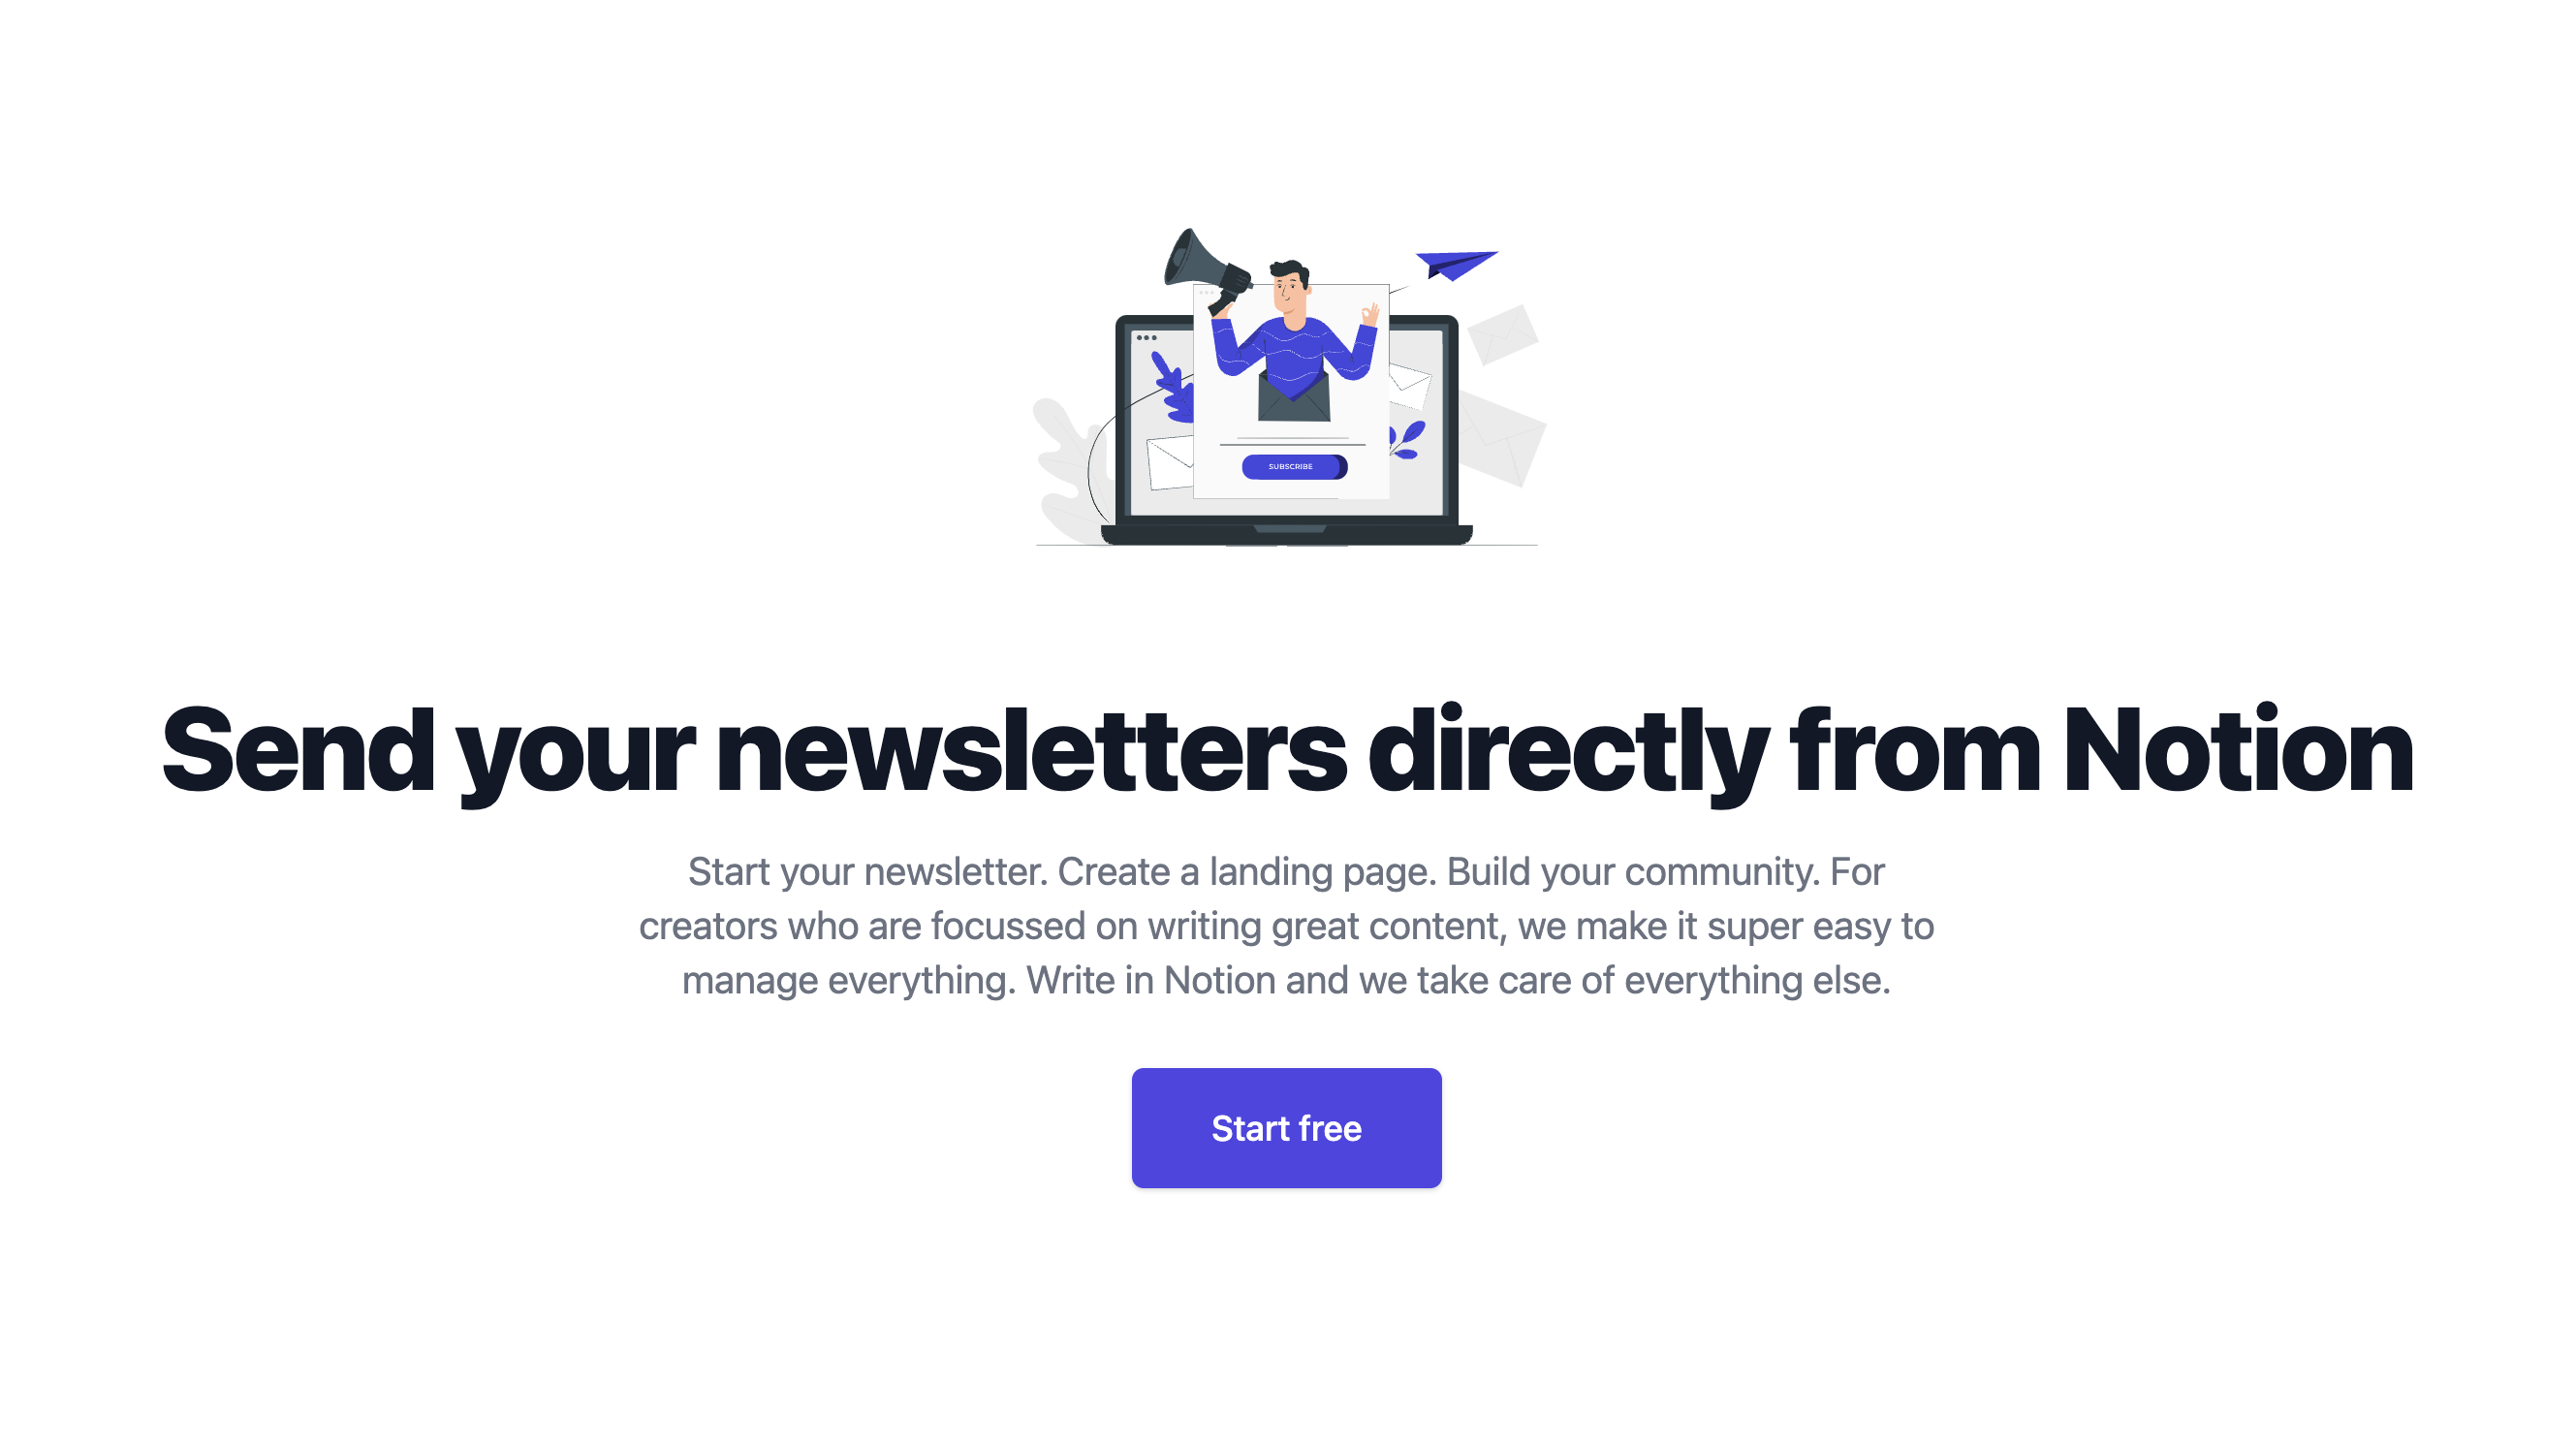 SUBSCRIBE
Send your newsletters directly from Notion
Start your newsletter. Create a landing page. Build your community. For
creators who are focussed on writing great content, we make it super easy to
manage everything. Write in Notion and we take care of everything else.
Start free